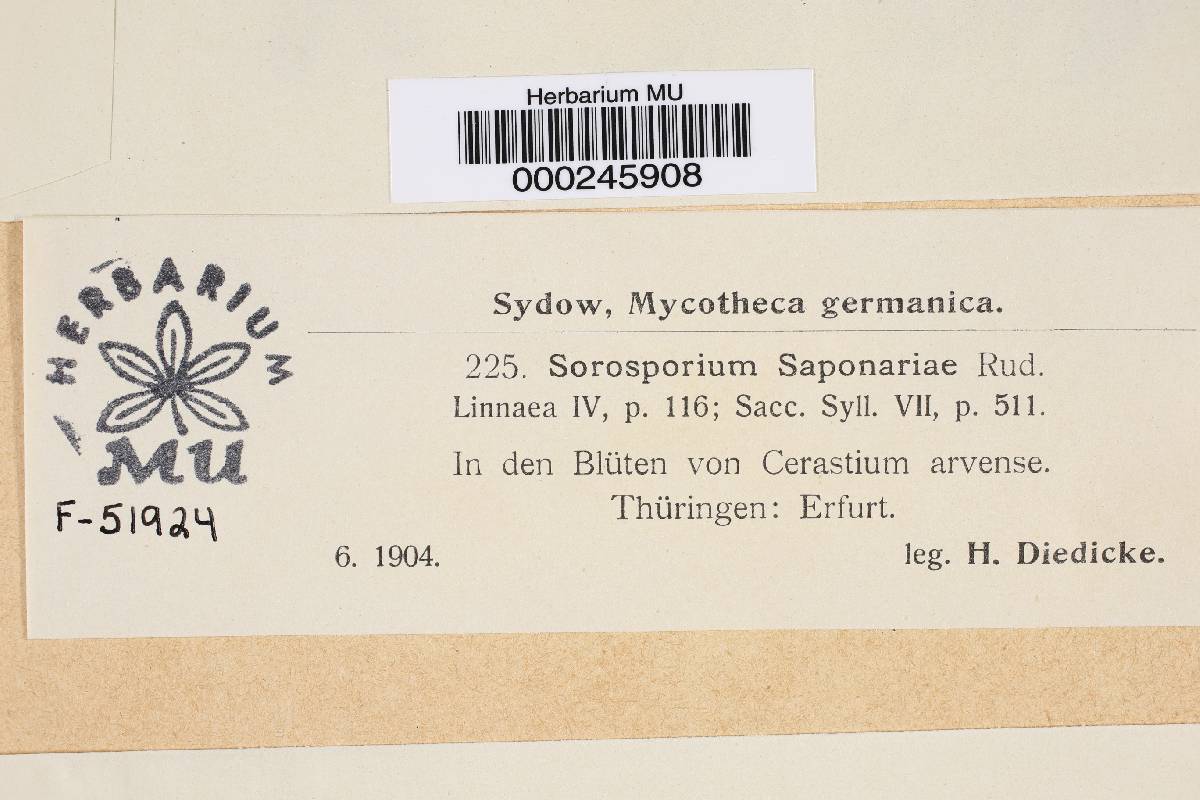 Herbarium MU
000245908
HERBARIUM
MU
F-51924
Sydow, Mycotheca germanica.
225. Sorosporium Saponariae Rud.
Linnaea IV, p. 116; Sacc. Syll. VII, p. 511.
In den Blüten von Cerastium arvense.
Thüringen: Erfurt.
6. 1904. leg. H. Diedicke.